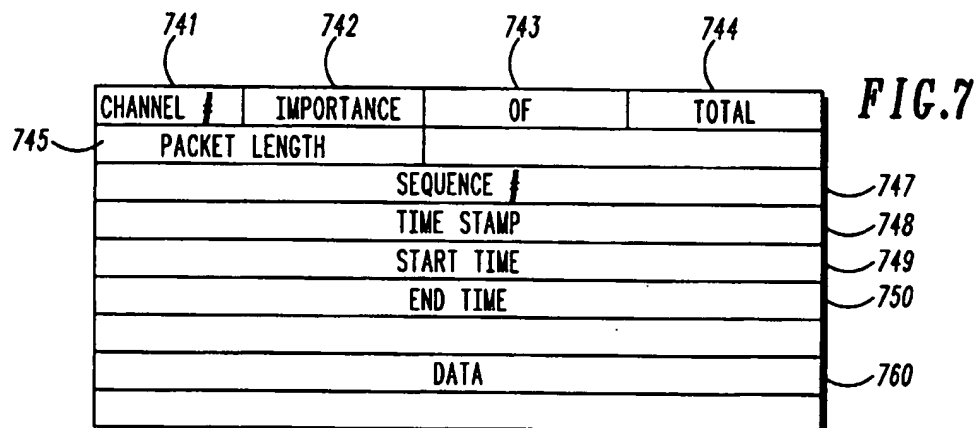 741 742 743 744
CHANNEL # IMPORTANCE OF TOTAL FIG.7
745 PACKET LENGTH
SEQUENCE # 747
TIME STAMP 748
START TIME 749
END TIME 750
DATA 760